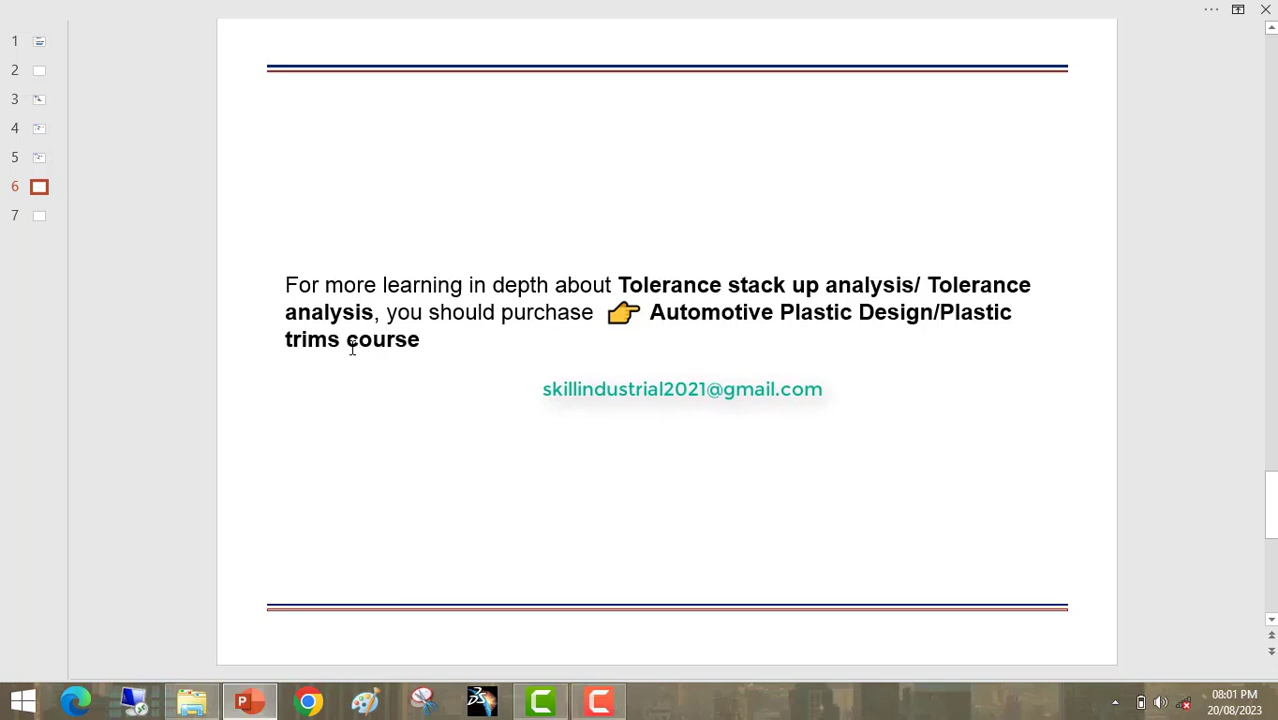 1
2
3
4
5
6
7
For more learning in depth about Tolerance stack up analysis/ Tolerance
analysis, you should purchase 👉 Automotive Plastic Design/Plastic
trims course
skillindustrial2021@gmail.com
08:01 PM
20/08/2023